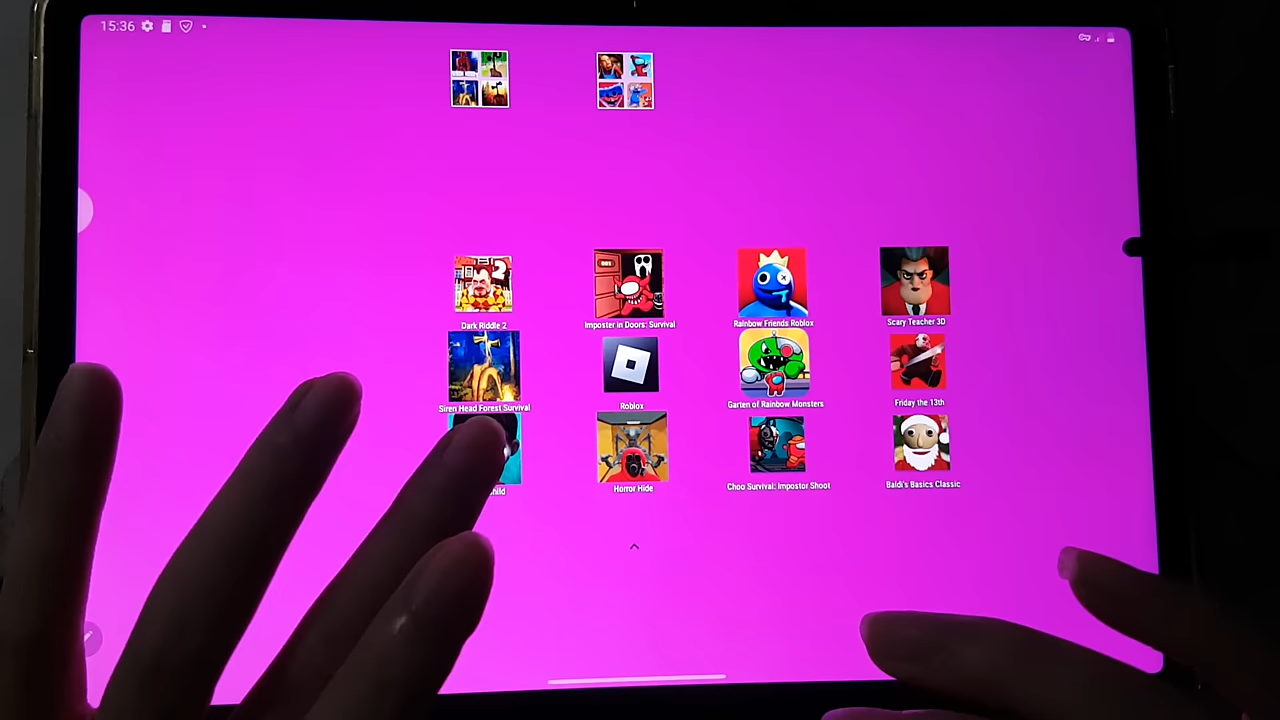 15:36
Dark Riddle 2
Imposter in Doors: Survival
Rainbow Friends Roblox
Scary Teacher 3D
Siren Head Forest Survival
Roblox
Garten of Rainbow Monsters
Friday the 13th
Horror Hide
Choo Survival: Impostor Shoot
Baldi's Basics Classic